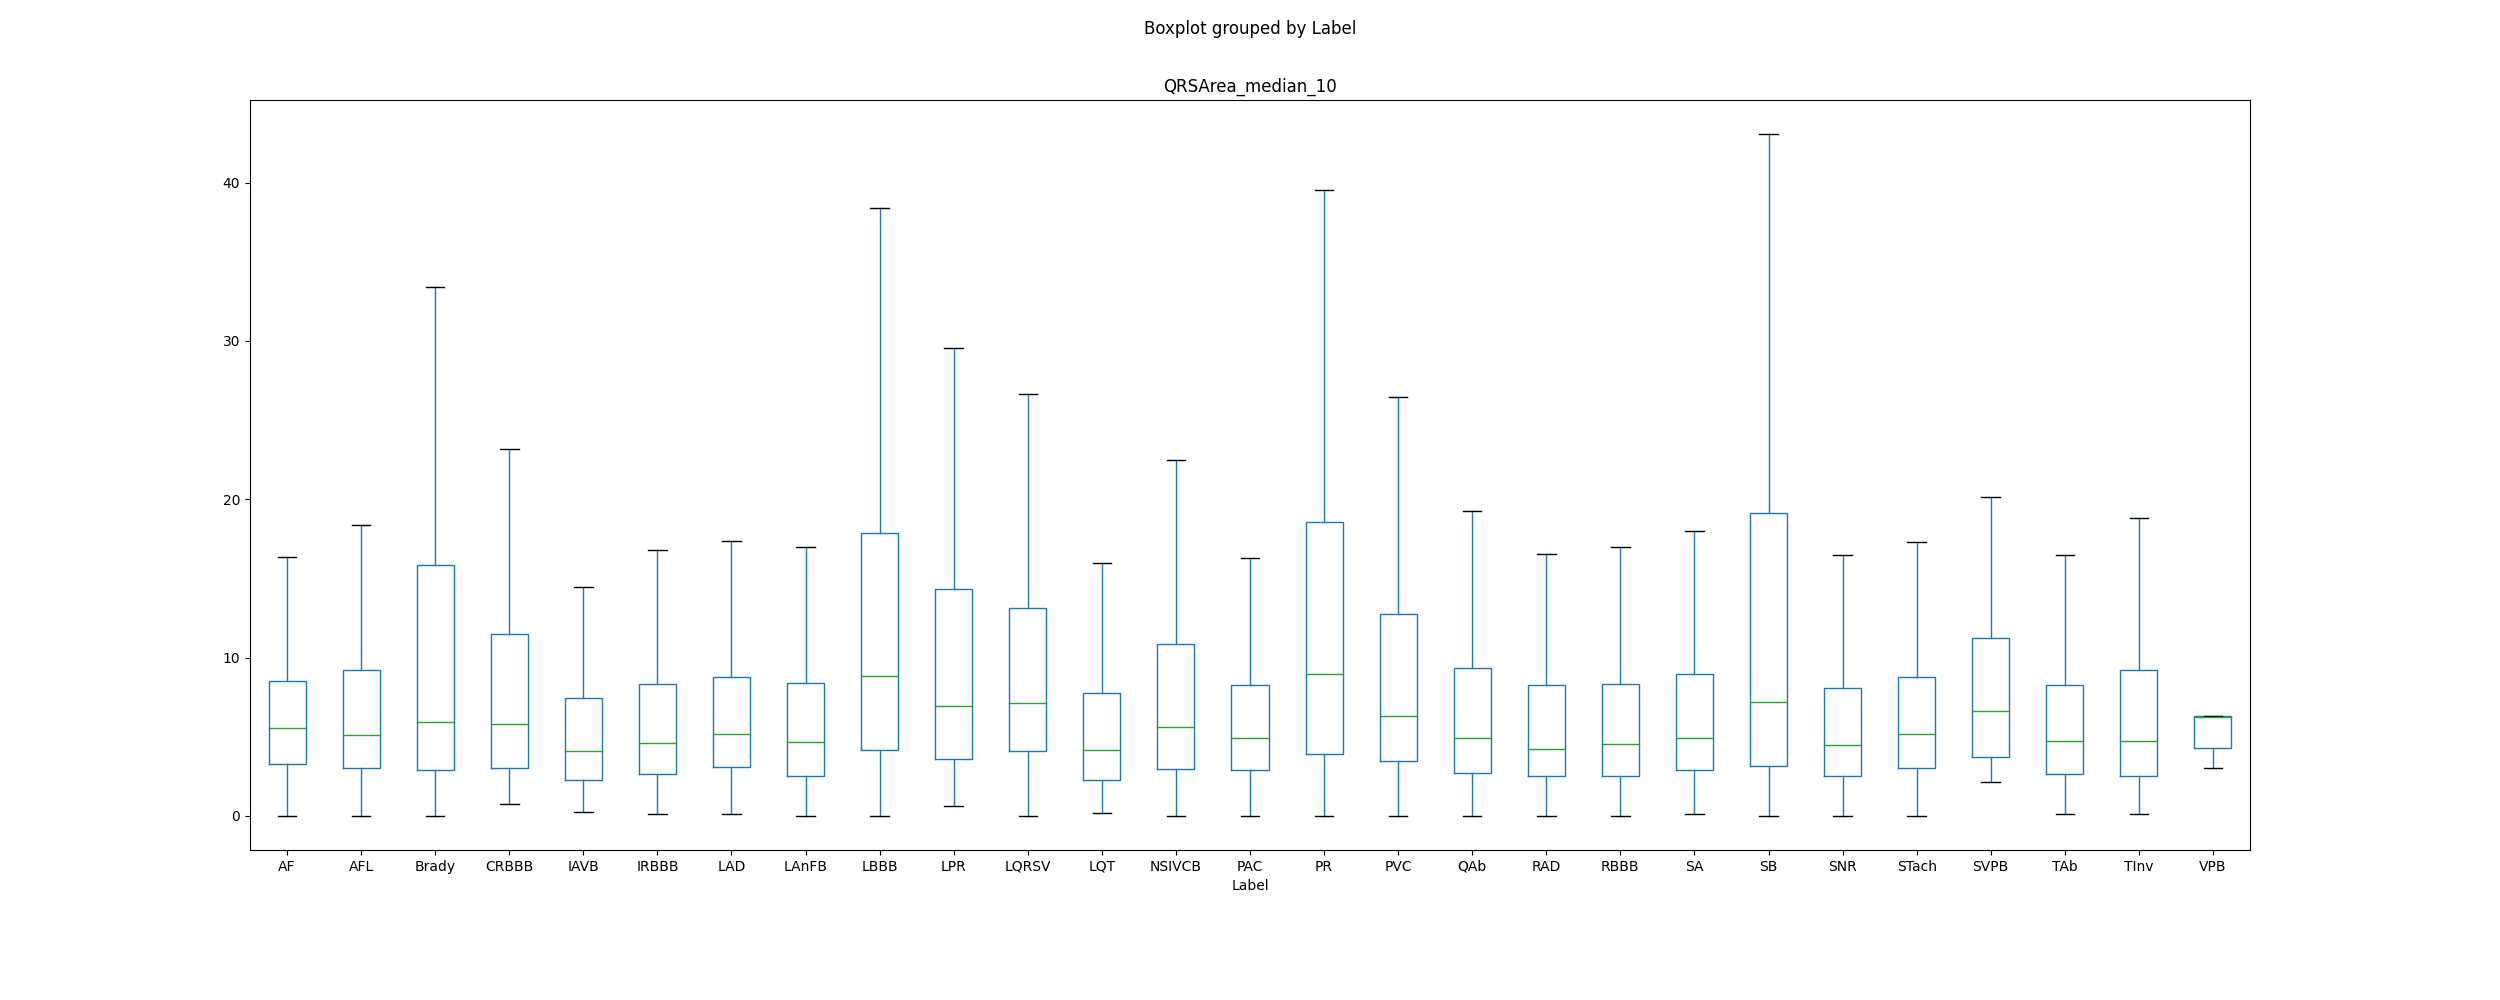 Boxplot grouped by Label
QRSArea_median_10
40
30
20
10
0
AF AFL Brady CRBBB IAVB IRBBB LAD LAnFB LBBB LPR LQRSV LQT NSIVCB PAC PR PVC QAb RAD RBBB SA SB SNR STach SVPB TAb TInv VPB
Label